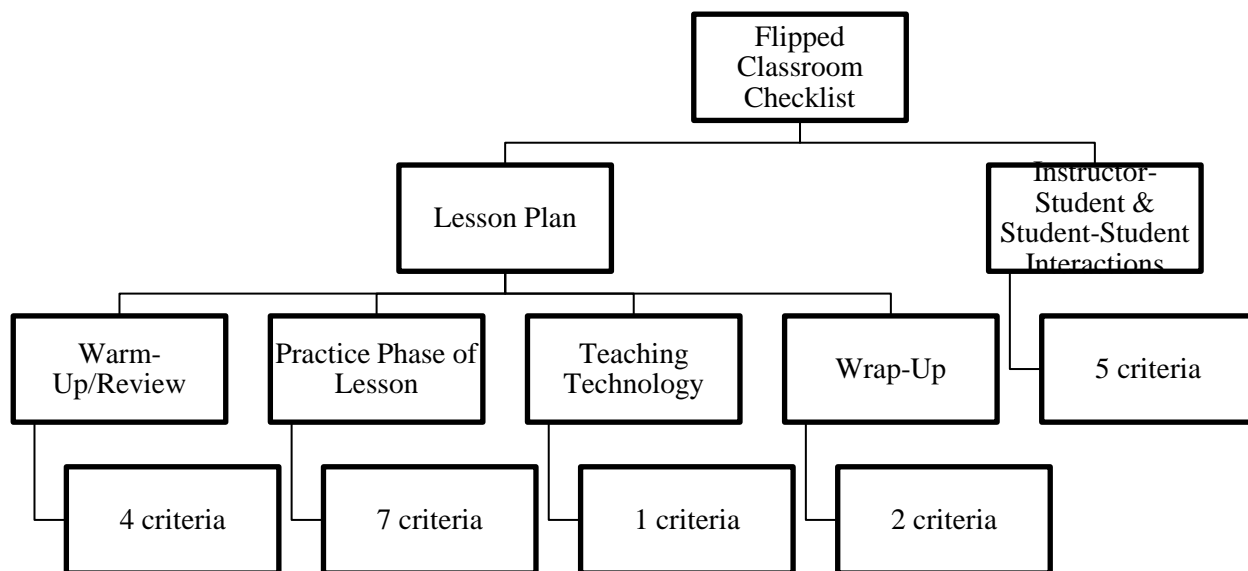 Flipped
Classroom
Checklist
Lesson Plan
Instructor-
Student &
Student-Student
Interactions
Warm-
Up/Review
Practice Phase of
Lesson
Teaching
Technology
Wrap-Up
5 criteria
4 criteria
7 criteria
1 criteria
2 criteria